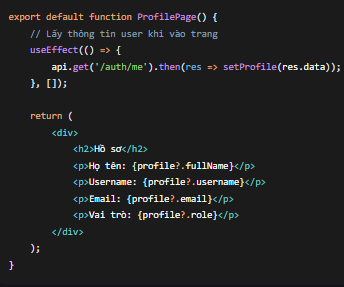 export default function ProfilePage() {
    // Lấy thông tin user khi vào trang
    useEffect(() => {
        api.get('/auth/me').then(res => setProfile(res.data));
    }, []);

    return (
        <div>
            <h2>Hồ sơ</h2>
            <p>Họ tên: {profile?.fullName}</p>
            <p>Username: {profile?.username}</p>
            <p>Email: {profile?.email}</p>
            <p>Vai trò: {profile?.role}</p>
        </div>
    );
}